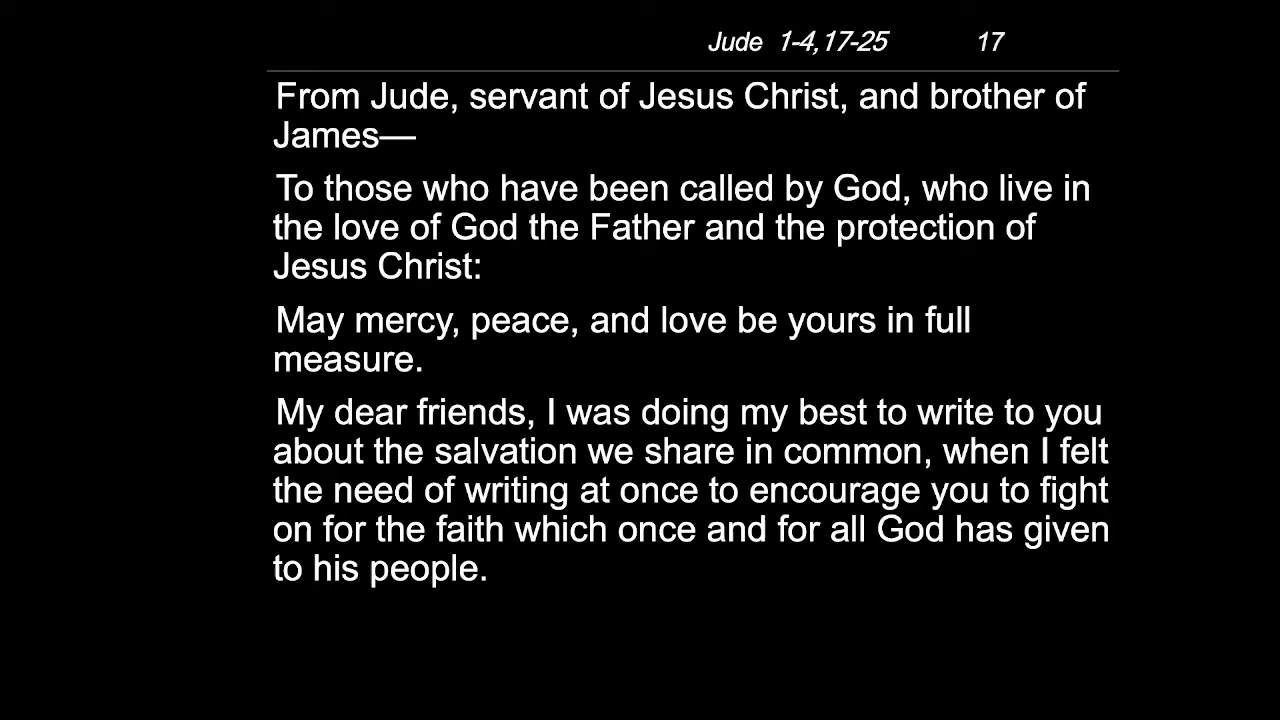 Jude 1-4,17-25 17
From Jude, servant of Jesus Christ, and brother of
James—
To those who have been called by God, who live in
the love of God the Father and the protection of
Jesus Christ:
May mercy, peace, and love be yours in full
measure.
My dear friends, I was doing my best to write to you
about the salvation we share in common, when I felt
the need of writing at once to encourage you to fight
on for the faith which once and for all God has given
to his people.